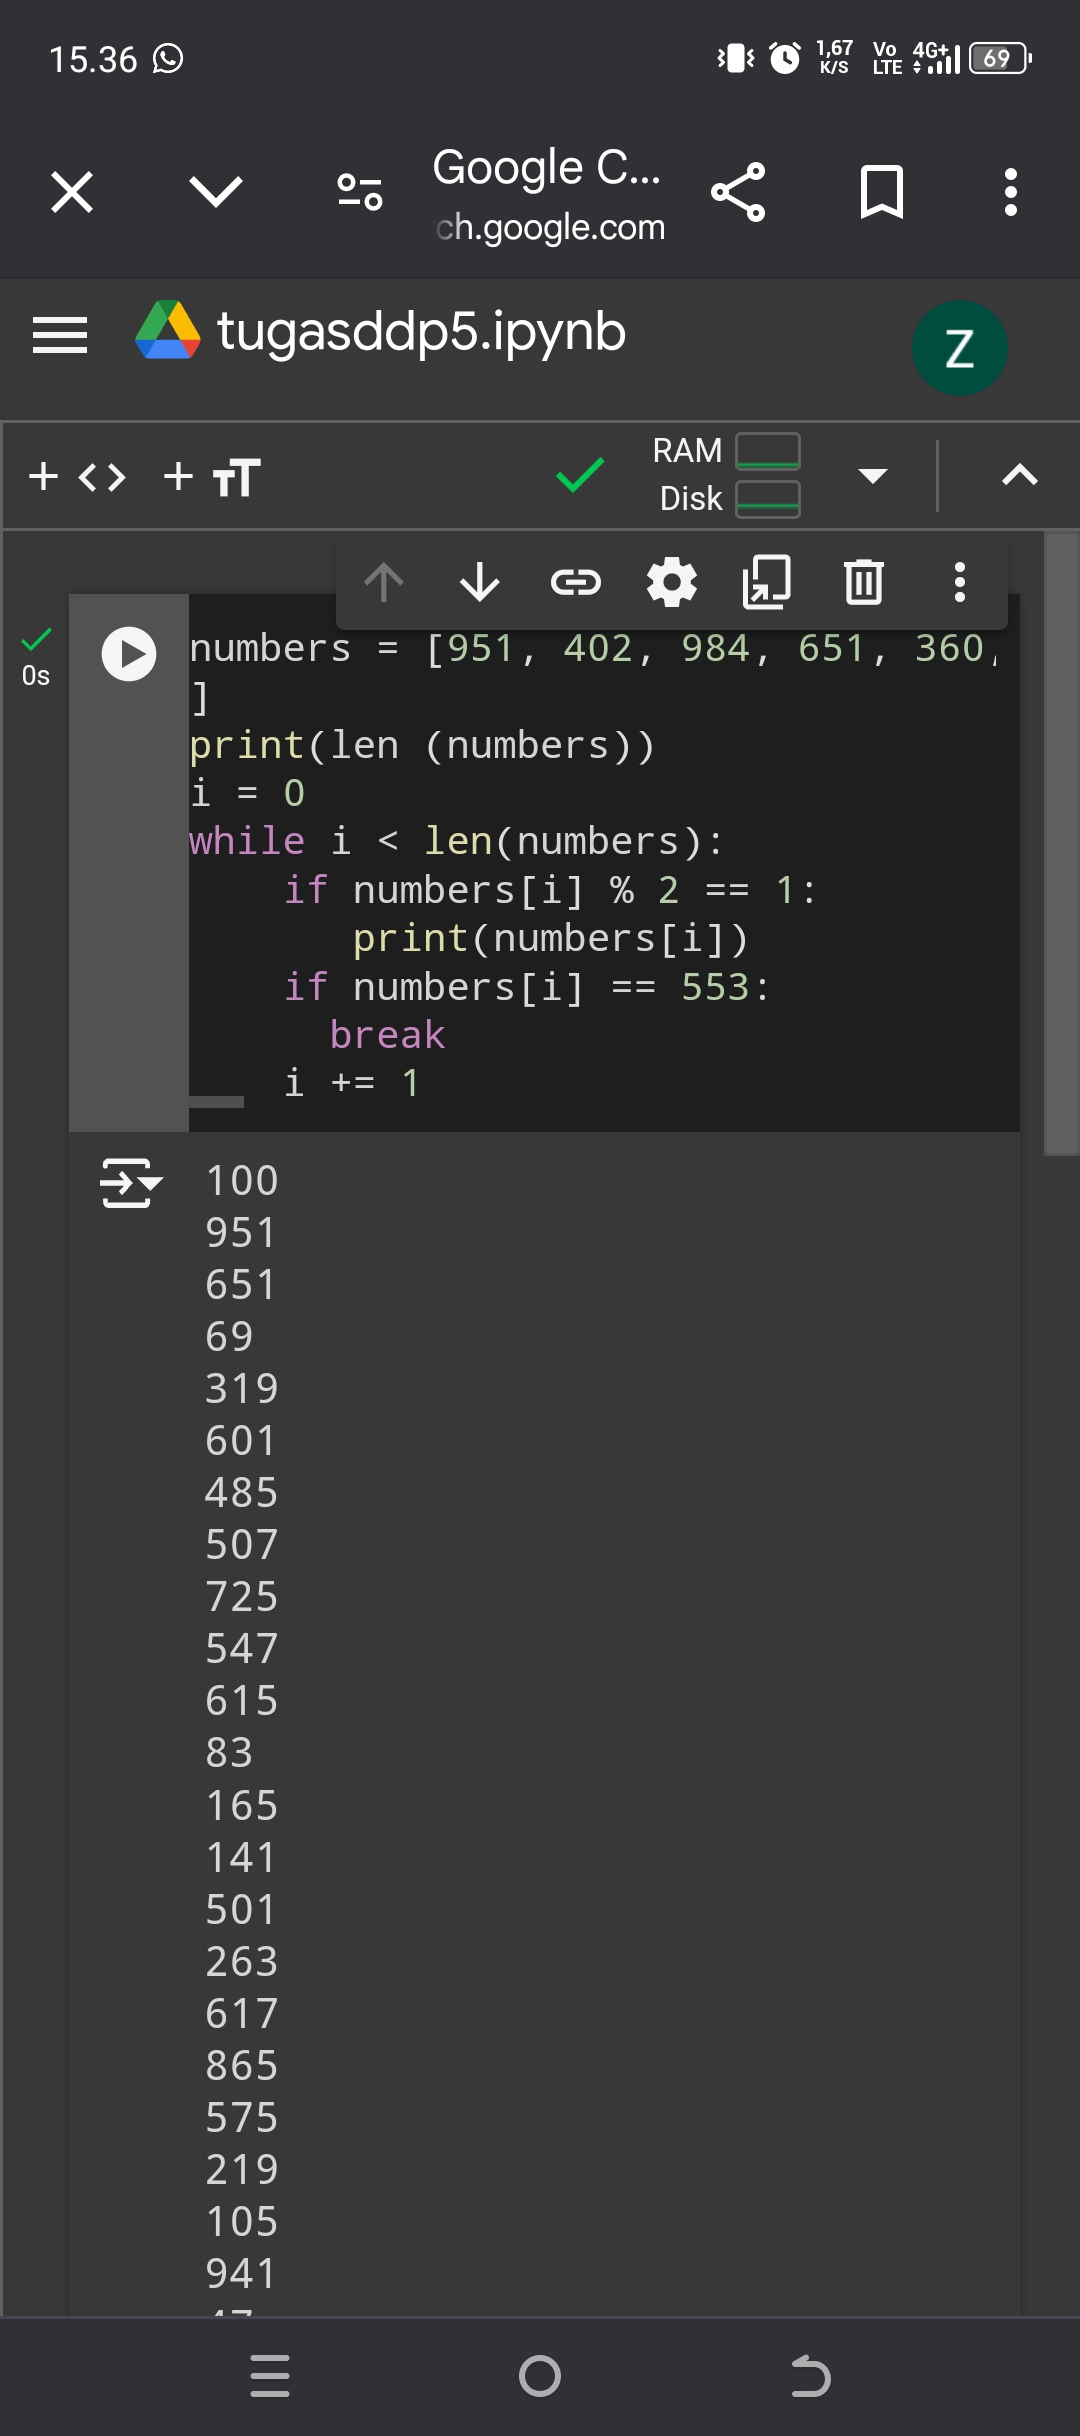 15.36
1,67 K/S
Vo LTE
4G+
69
Google C...
ch.google.com
tugasddp5.ipynb
Z
+ <> + TT
RAM
Disk
0s
numbers = [951, 402, 984, 651, 360,
]
print(len (numbers))
i = 0
while i < len(numbers):
    if numbers[i] % 2 == 1:
       print(numbers[i])
    if numbers[i] == 553:
      break
    i += 1
100
951
651
69
319
601
485
507
725
547
615
83
165
141
501
263
617
865
575
219
105
941